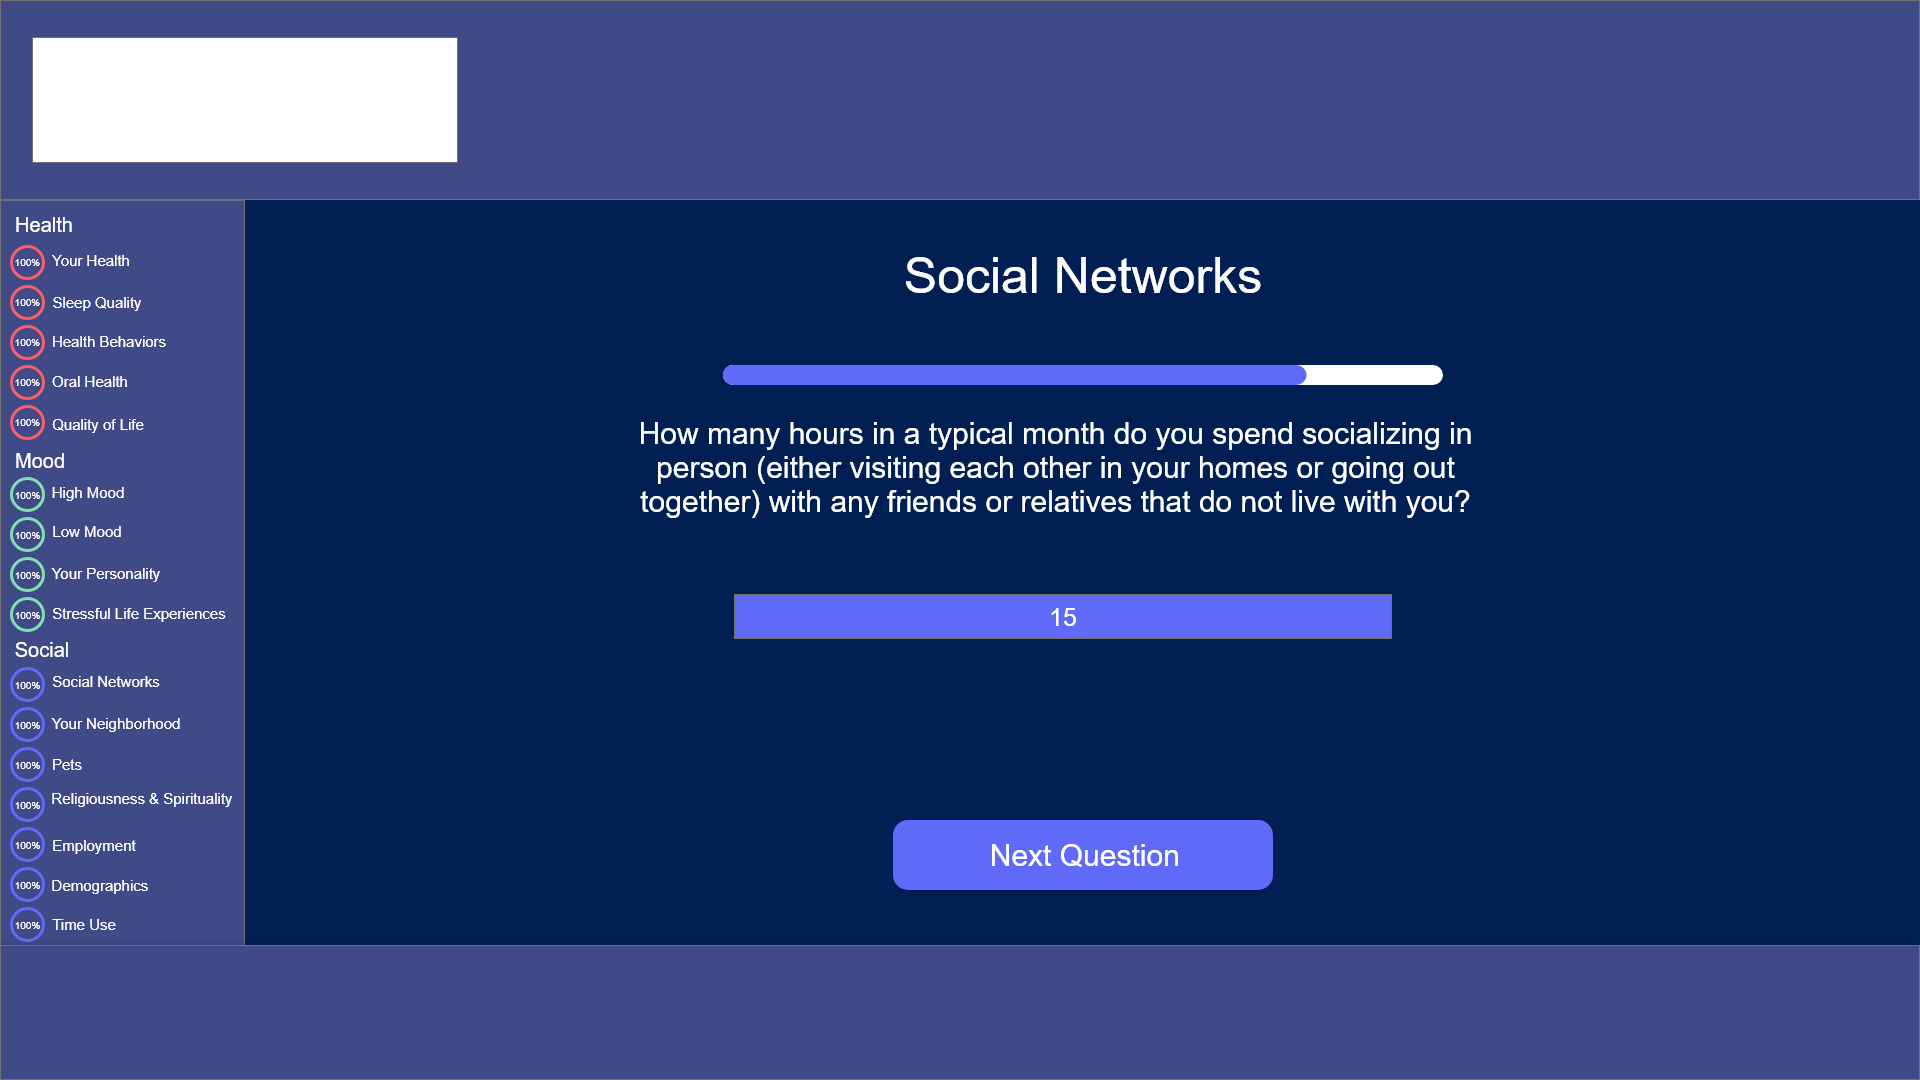 Health
100% Your Health
100% Sleep Quality
100% Health Behaviors
100% Oral Health
100% Quality of Life
Mood
100% High Mood
100% Low Mood
100% Your Personality
100% Stressful Life Experiences
Social
100% Social Networks
100% Your Neighborhood
100% Pets
100% Religiousness & Spirituality
100% Employment
100% Demographics
100% Time Use
Social Networks
How many hours in a typical month do you spend socializing in
person (either visiting each other in your homes or going out
together) with any friends or relatives that do not live with you?
15
Next Question